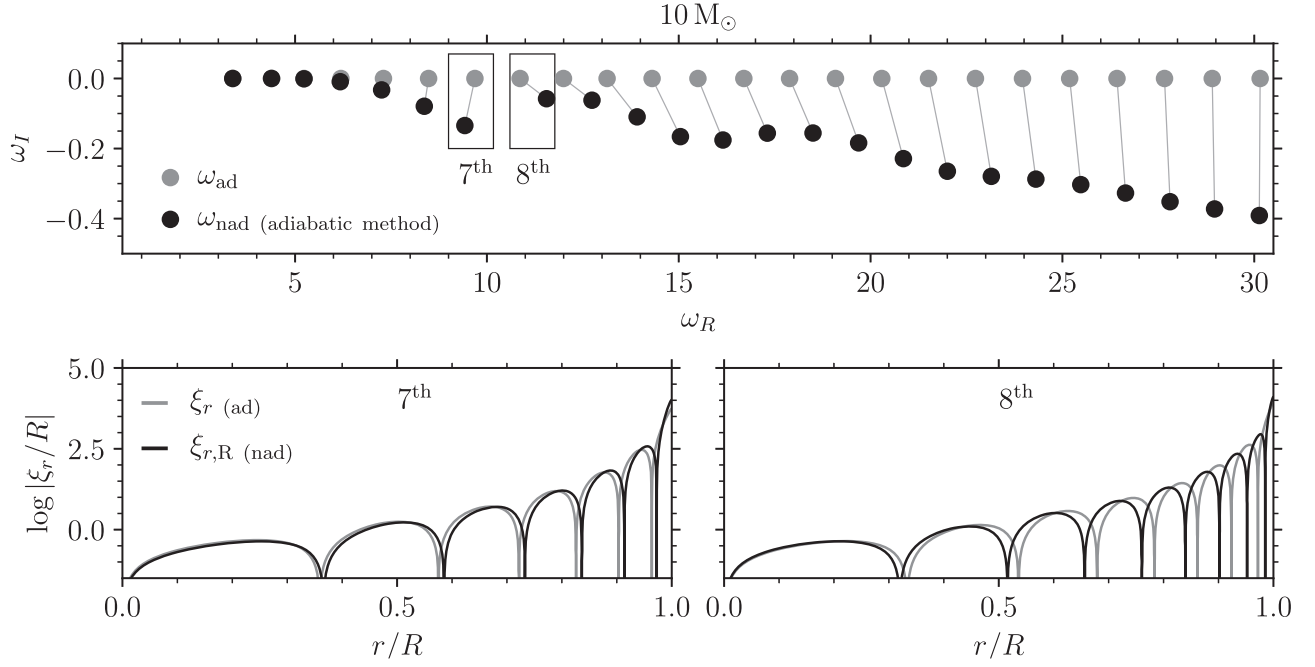 10 M⊙
0.0
−0.2
−0.4
ω_I
7th 8th
ω_ad
ω_nad (adiabatic method)
5 10 15 20 25 30
ω_R
5.0
2.5
0.0
log |ξ_r/R|
7th
ξ_r (ad)
ξ_r,R (nad)
8th
0.0 0.5 1.0 0.0 0.5 1.0
r/R r/R